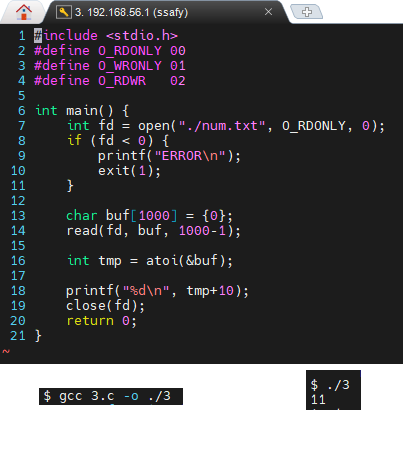 3. 192.168.56.1 (ssafy)
1 #include <stdio.h>
2 #define O_RDONLY 00
3 #define O_WRONLY 01
4 #define O_RDWR   02
5
6 int main() {
7     int fd = open("./num.txt", O_RDONLY, 0);
8     if (fd < 0) {
9         printf("ERROR\n");
10         exit(1);
11     }
12
13     char buf[1000] = {0};
14     read(fd, buf, 1000-1);
15
16     int tmp = atoi(&buf);
17
18     printf("%d\n", tmp+10);
19     close(fd);
20     return 0;
21 }
~
$ gcc 3.c -o ./3
$ ./3
11